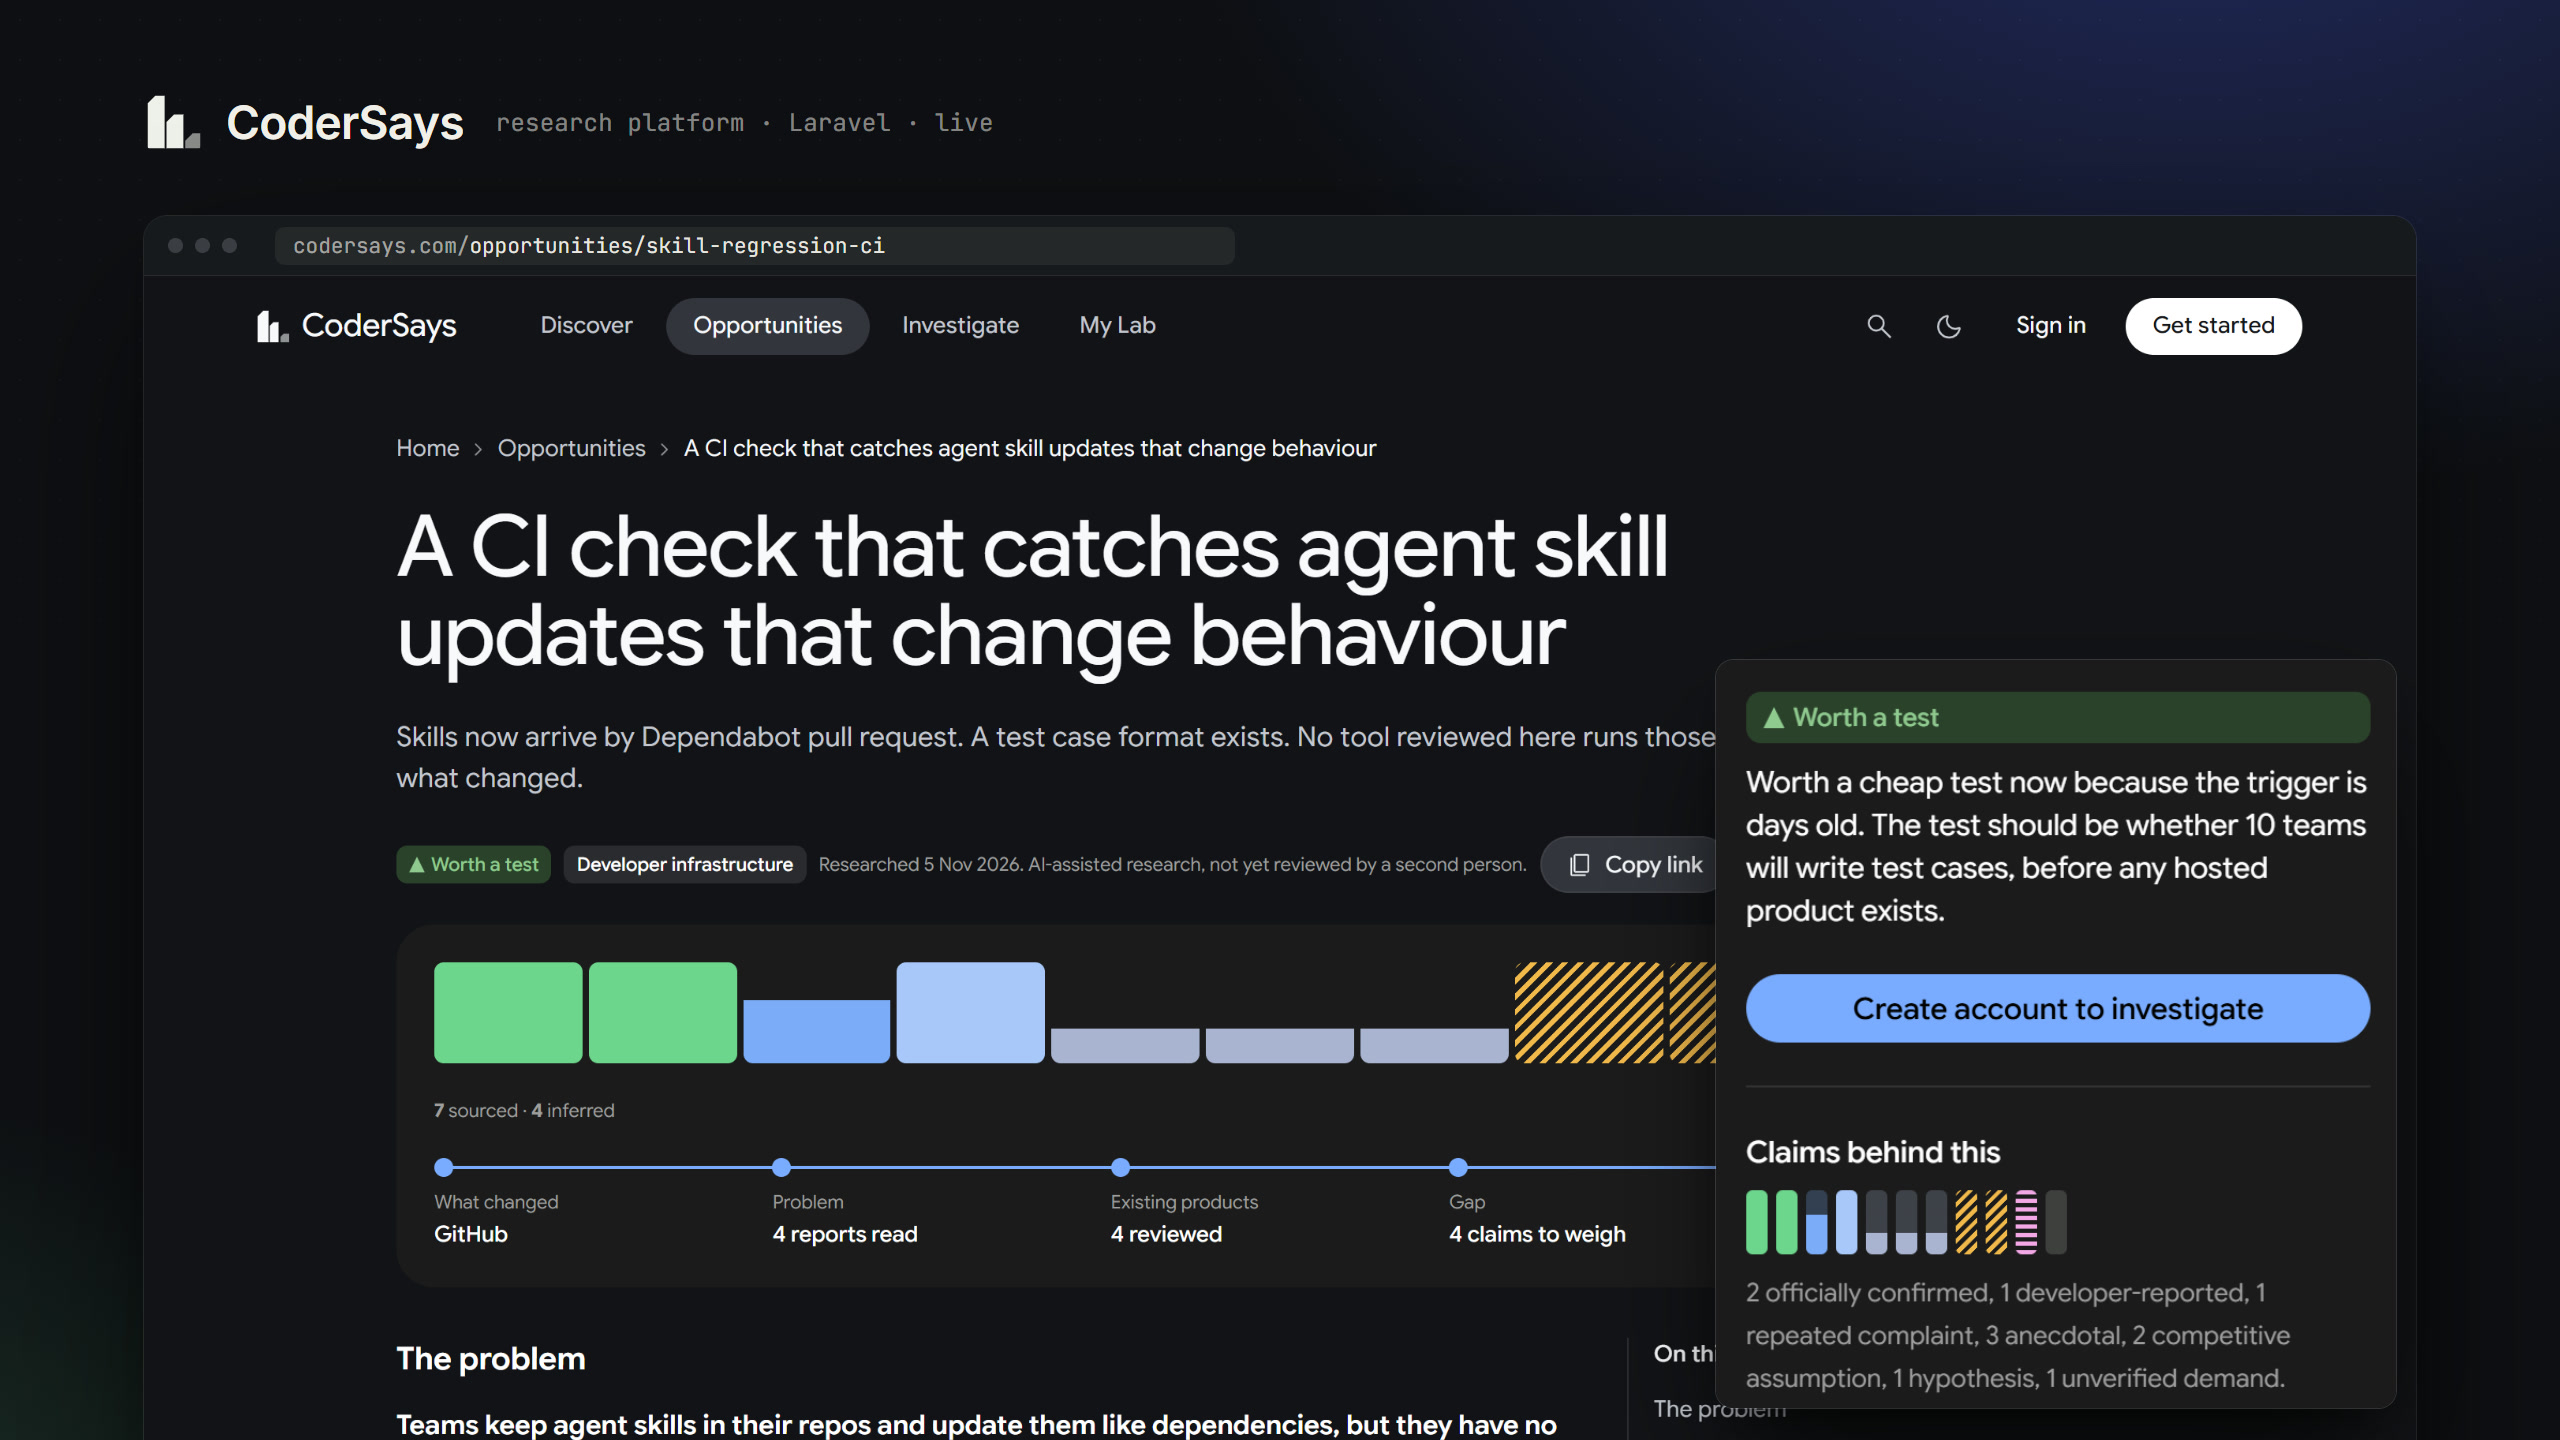 CoderSays research platform · Laravel · live
codersays.com/opportunities/skill-regression-ci
CoderSays Discover Opportunities Investigate My Lab Sign in Get started
Home > Opportunities > A CI check that catches agent skill updates that change behaviour
A CI check that catches agent skill
updates that change behaviour
Skills now arrive by Dependabot pull request. A test case format exists. No tool reviewed here runs those
what changed.
▲ Worth a test Developer infrastructure Researched 5 Nov 2026. AI-assisted research, not yet reviewed by a second person. Copy link
7 sourced · 4 inferred
What changed Problem Existing products Gap
GitHub 4 reports read 4 reviewed 4 claims to weigh
The problem
Teams keep agent skills in their repos and update them like dependencies, but they have no
On thi
The problem
▲ Worth a test
Worth a cheap test now because the trigger is
days old. The test should be whether 10 teams
will write test cases, before any hosted
product exists.
Create account to investigate
Claims behind this
2 officially confirmed, 1 developer-reported, 1
repeated complaint, 3 anecdotal, 2 competitive
assumption, 1 hypothesis, 1 unverified demand.